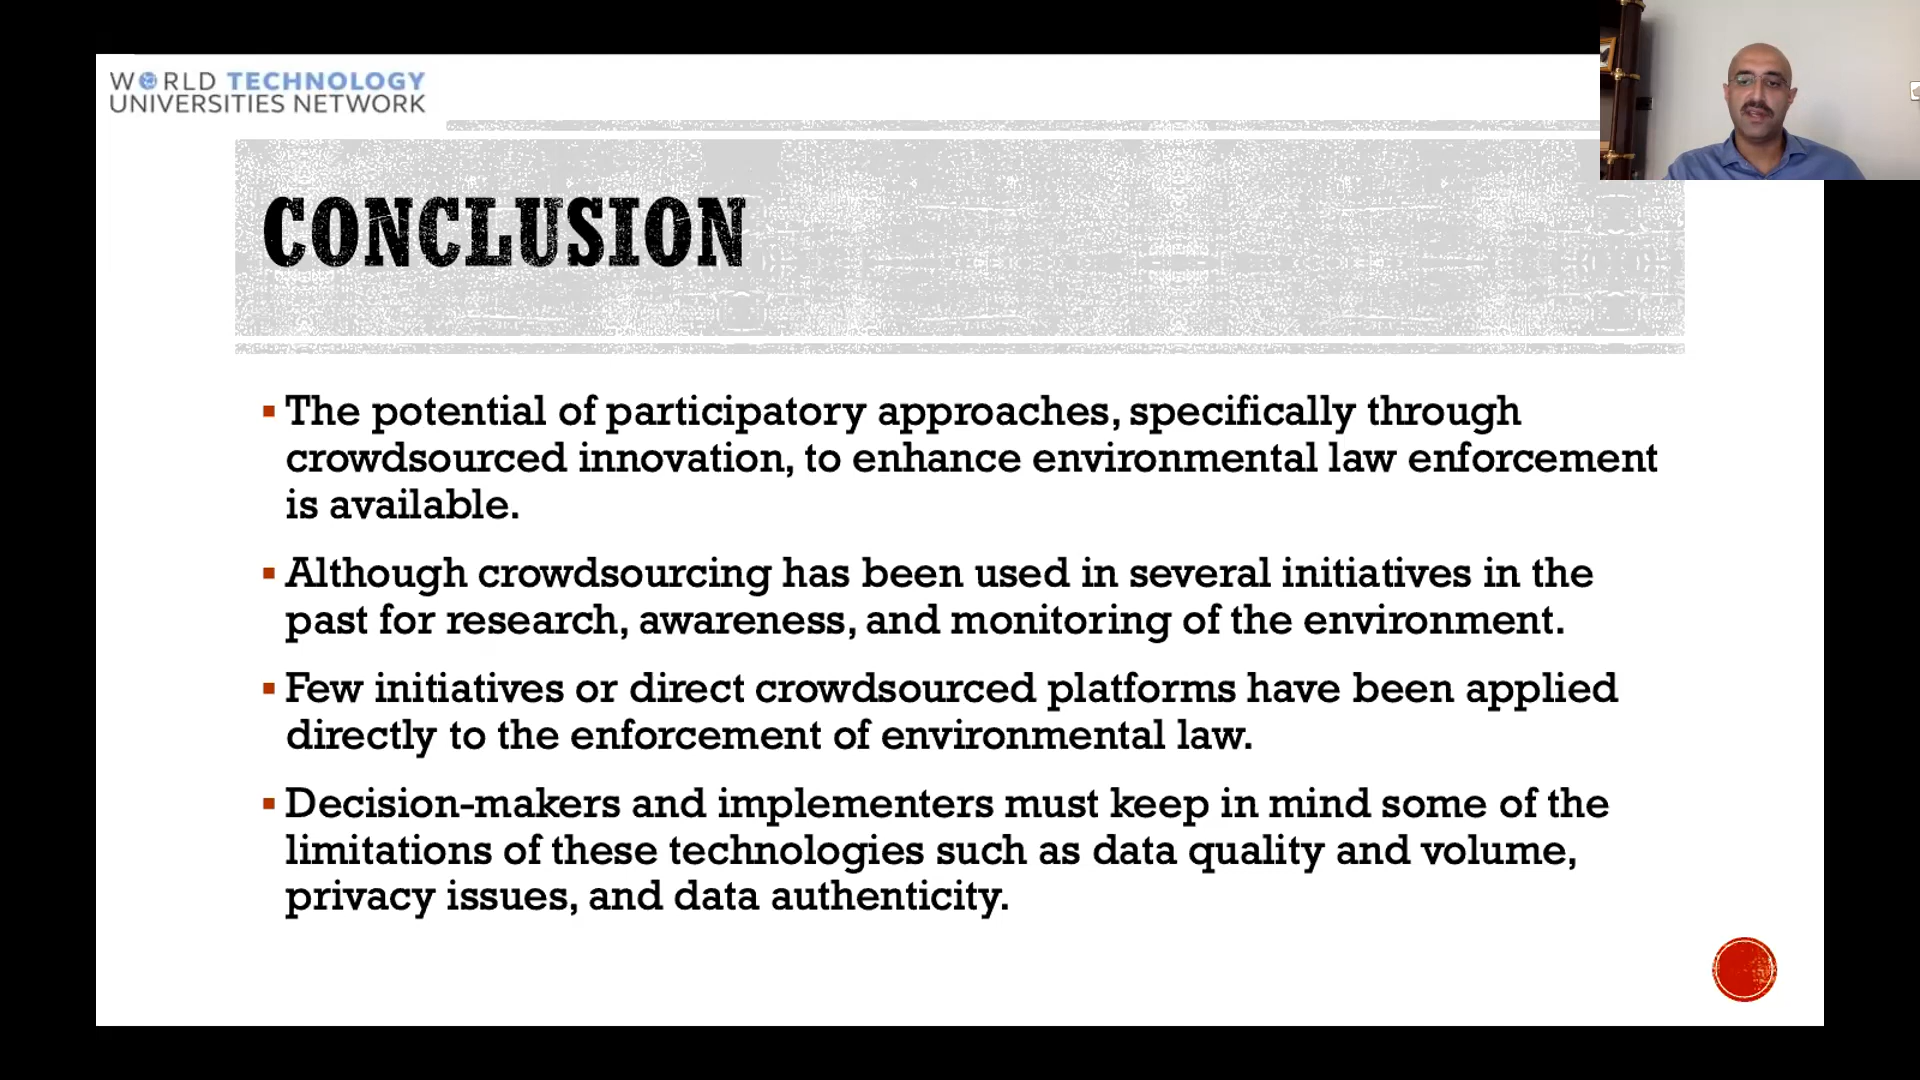 WORLD TECHNOLOGY
UNIVERSITIES NETWORK
CONCLUSION
The potential of participatory approaches, specifically through
crowdsourced innovation, to enhance environmental law enforcement
is available.
Although crowdsourcing has been used in several initiatives in the
past for research, awareness, and monitoring of the environment.
Few initiatives or direct crowdsourced platforms have been applied
directly to the enforcement of environmental law.
Decision-makers and implementers must keep in mind some of the
limitations of these technologies such as data quality and volume,
privacy issues, and data authenticity.